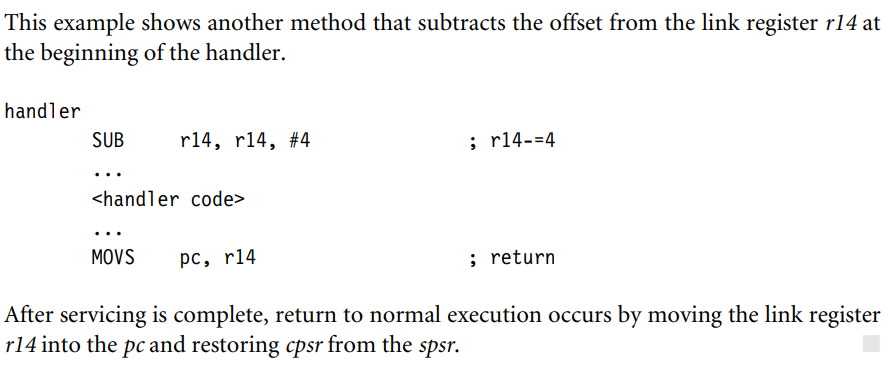 This example shows another method that subtracts the offset from the link register r14 at
the beginning of the handler.
handler
SUB r14, r14, #4 ; r14-=4
...
<handler code>
...
MOVS pc, r14 ; return
After servicing is complete, return to normal execution occurs by moving the link register
r14 into the pc and restoring cpsr from the spsr.